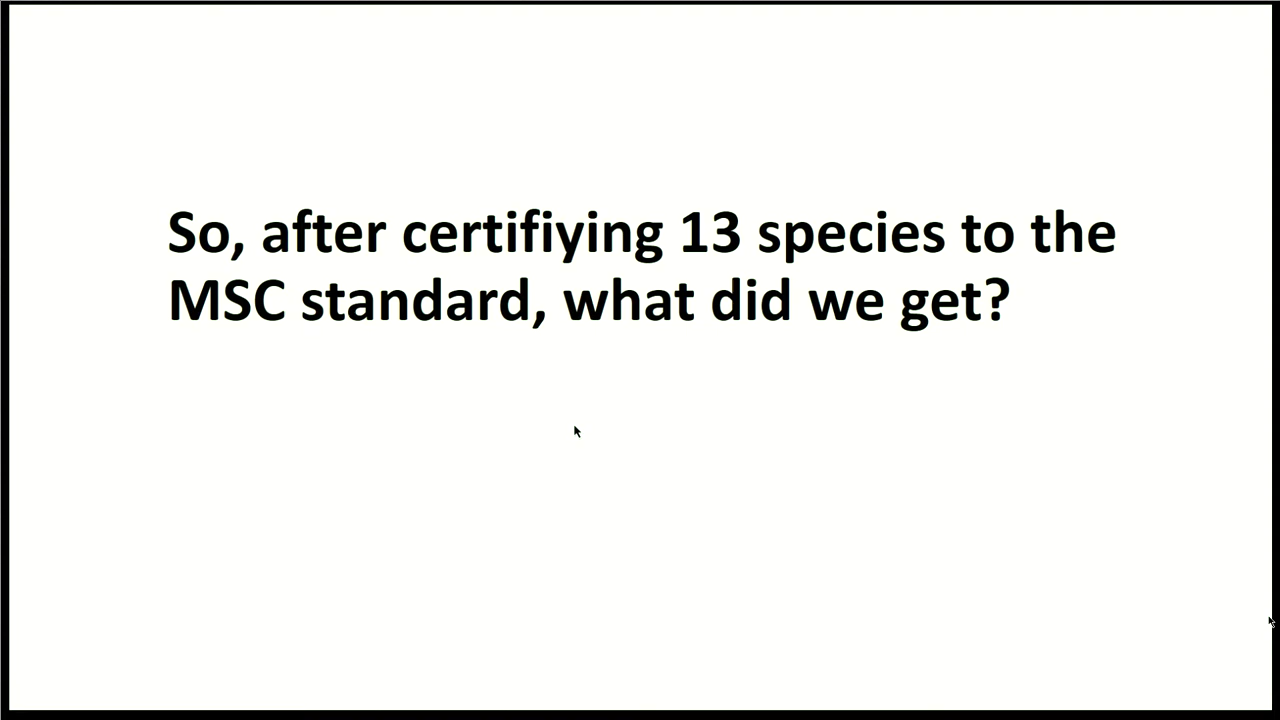 So, after certifiying 13 species to the
MSC standard, what did we get?